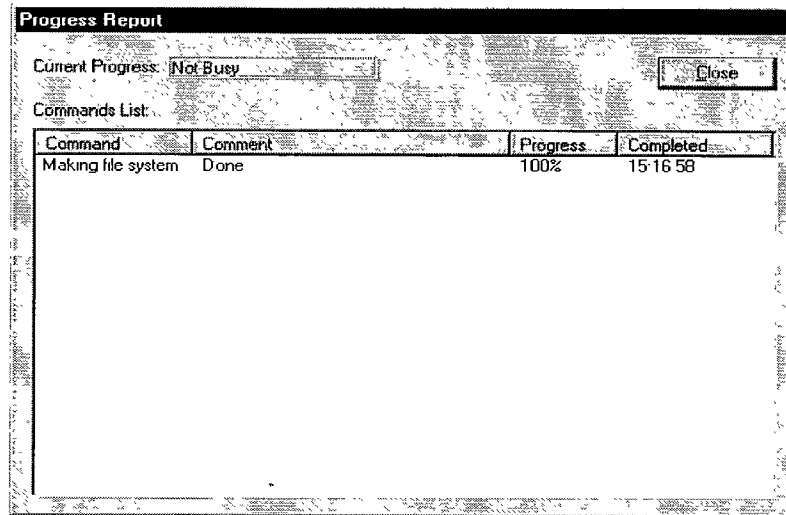 Progress Report
Current Progress: Not Busy
Close
Commands List:
Command Comment Progress Completed
Making file system Done 100% 15:16:58